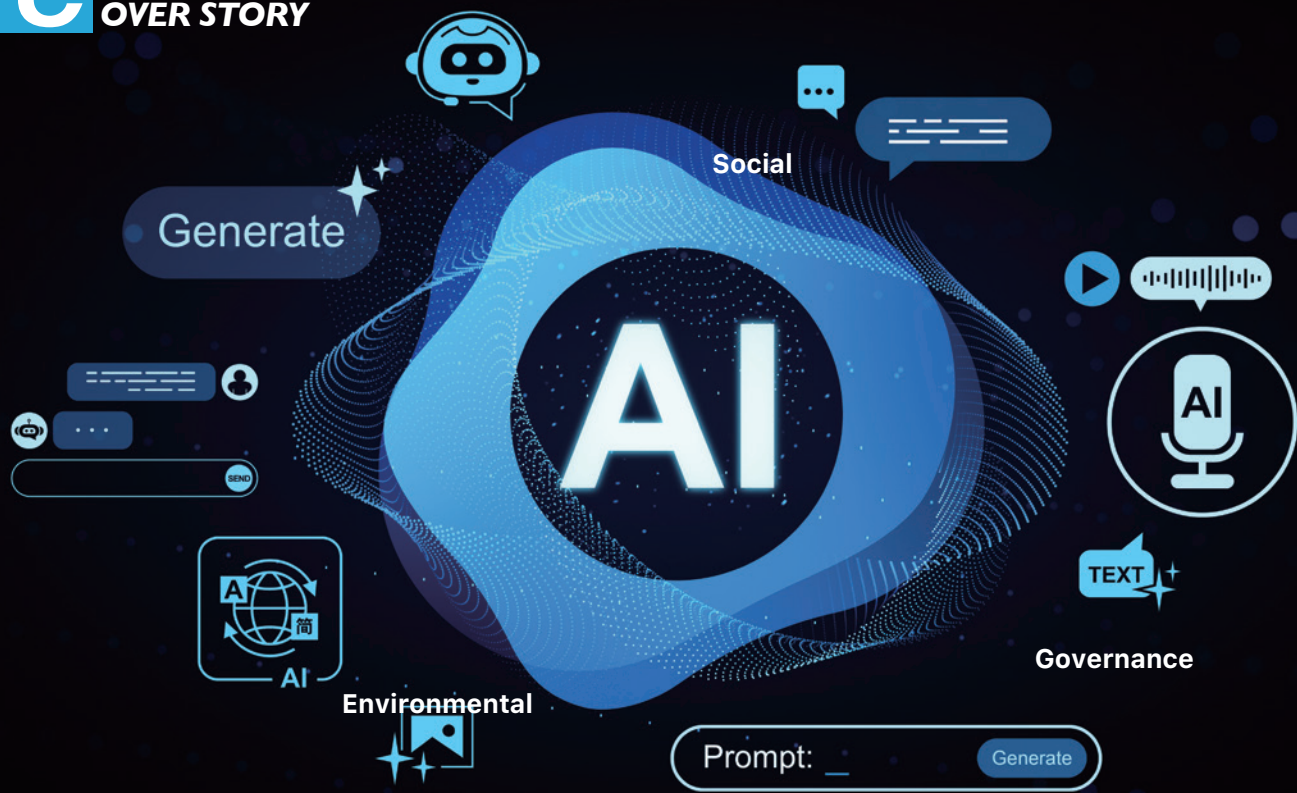 C
OVER STORY
Social
Generate
AI
AI
SEND
A
简
AI
TEXT
Governance
Environmental
Prompt: _
Generate